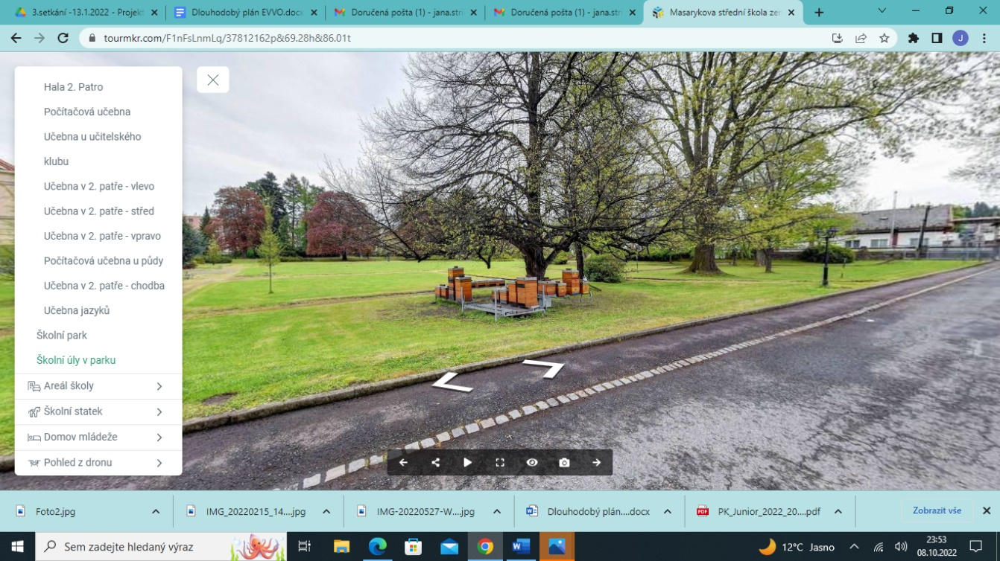 3.setkání -13.1.2022 - Projekt
Dlouhodobý plán EVVO.docx
Doručená pošta (1) - jana.stri
Doručená pošta (1) - jana.stri
Masarykova střední škola zem
tourmkr.com/F1nFsLnmLq/37812162p&69.28h&86.01t
J
Hala 2. Patro
Počítačová učebna
Učebna u učitelského
klubu
Učebna v 2. patře - vlevo
Učebna v 2. patře - střed
Učebna v 2. patře - vpravo
Počítačová učebna u půdy
Učebna v 2. patře - chodba
Učebna jazyků
Školní park
Školní úly v parku
Areál školy
Školní statek
Domov mládeže
Pohled z dronu
Foto2.jpg
IMG_20220215_14....jpg
IMG-20220527-W....jpg
Dlouhodobý plán....docx
PDF
PK_Junior_2022_20....pdf
Zobrazit vše
Sem zadejte hledaný výraz
12°C Jasno
23:53
08.10.2022